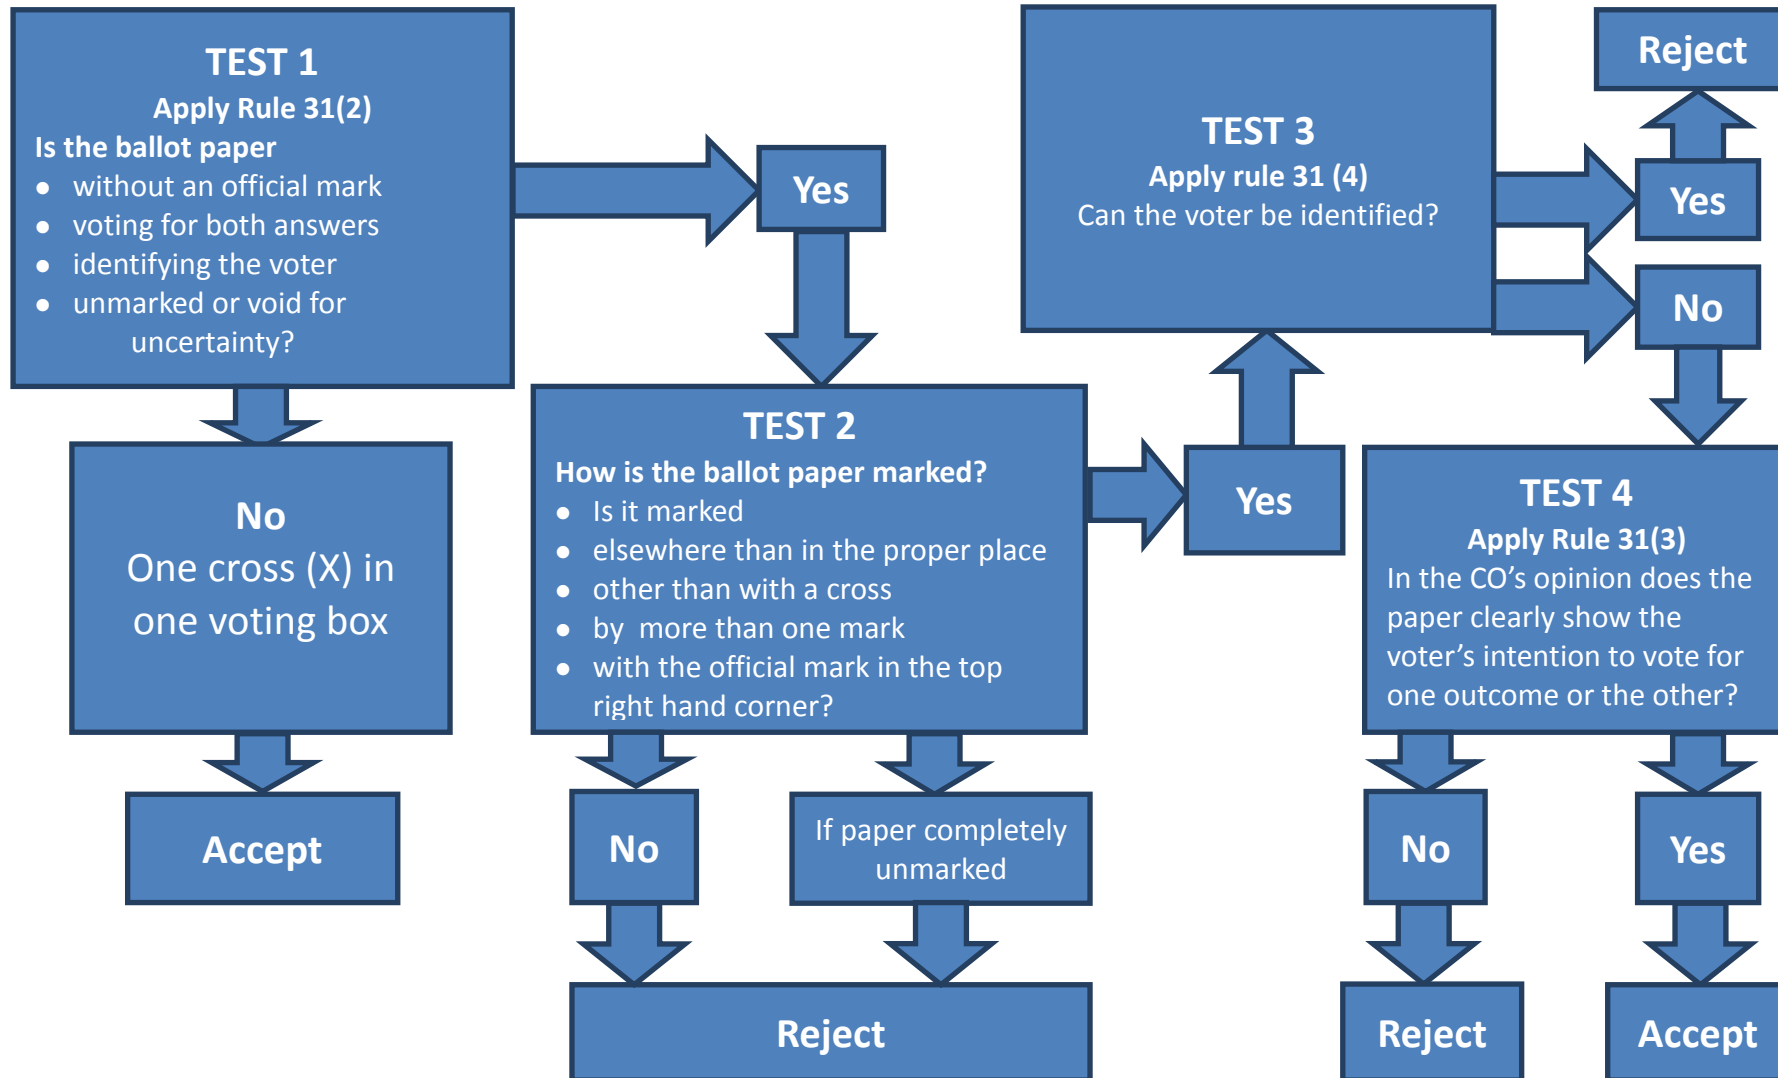 TEST 1
Apply Rule 31(2)
Is the ballot paper
● without an official mark
● voting for both answers
● identifying the voter
● unmarked or void for
uncertainty?
Yes
No
One cross (X) in
one voting box
Accept
TEST 2
How is the ballot paper marked?
● Is it marked
● elsewhere than in the proper place
● other than with a cross
● by more than one mark
● with the official mark in the top
right hand corner?
Yes
No
If paper completely
unmarked
Reject
TEST 3
Apply rule 31 (4)
Can the voter be identified?
Yes
Reject
No
TEST 4
Apply Rule 31(3)
In the CO’s opinion does the
paper clearly show the
voter’s intention to vote for
one outcome or the other?
No
Reject
Yes
Accept